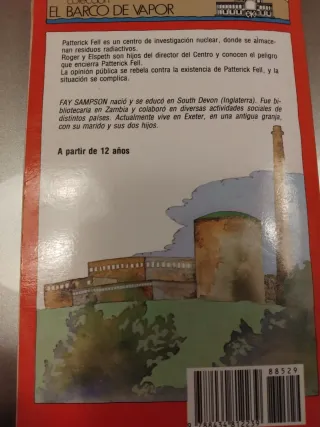 COLECCIÓN
EL BARCO DE VAPOR
Patterick Fell es un centro de investigación nuclear, donde se almace-
nan residuos radiactivos.
Roger y Elspeth son hijos del director del Centro y conocen el peligro
que encierra Patterick Fell.
La opinión pública se rebela contra la existencia de Patterick Fell, y la
situación se complica.
FAY SAMPSON nació y se educó en South Devon (Inglaterra). Fue bi-
bliotecaria en Zambia y colaboró en diversas actividades sociales de
distintos países. Actualmente vive en Exeter, en una antigua granja,
con su marido y sus dos hijos.
A partir de 12 años
88529